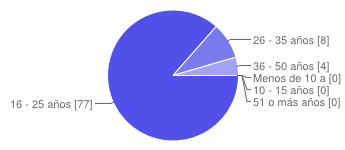 26 - 35 años [8]
36 - 50 años [4]
Menos de 10 a [0]
10 - 15 años [0]
16 - 25 años [77]
51 o más años [0]